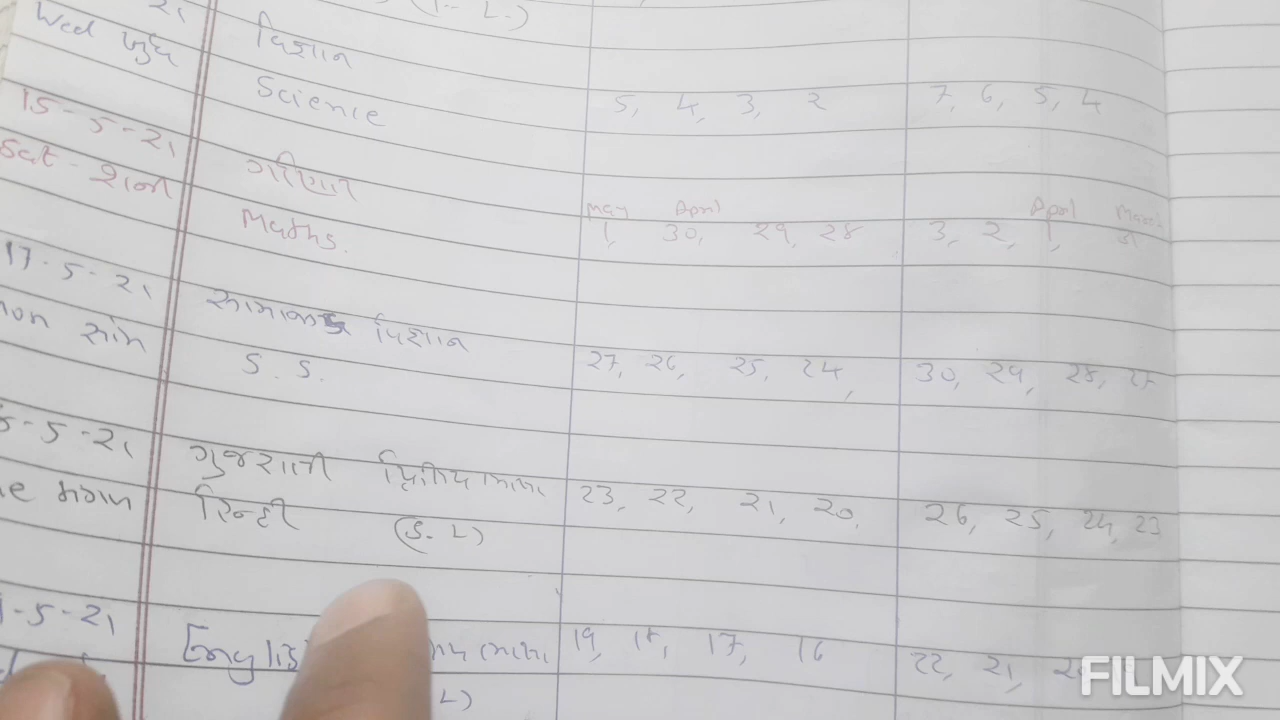 21
(F. L.)
Wed બુધ
વિજ્ઞાન
Science
5, 4, 3, 2
7, 6, 5, 4
15-5-21
Sat - શની
ગણિત
Maths.
May April
1, 30, 29, 28
April March
3, 2, 1,
17-5-21
mon સોમ
સામાજીક વિજ્ઞાન
S. S.
27, 26, 25, 24,
30, 29, 28, 27
-5-21
મંગળ
ગુજરાતી દ્વિતીય ભાષા
હિન્દી (S. L)
23, 22, 21, 20,
26, 25, 24, 23
-5-21
ભાષા
L)
19, 18, 17, 16
22, 21,
FILMIX